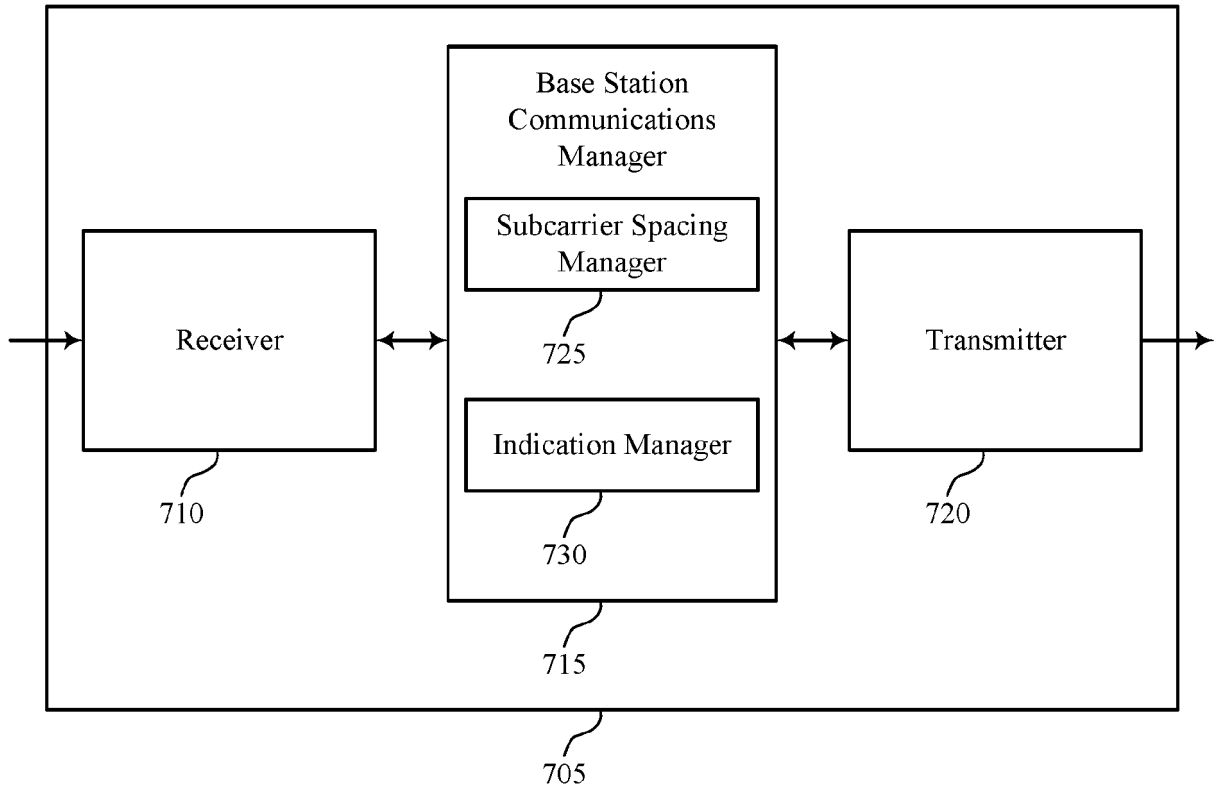 Base Station
Communications
Manager
Subcarrier Spacing
Manager
725
Receiver
Transmitter
Indication Manager
710
720
730
715
705